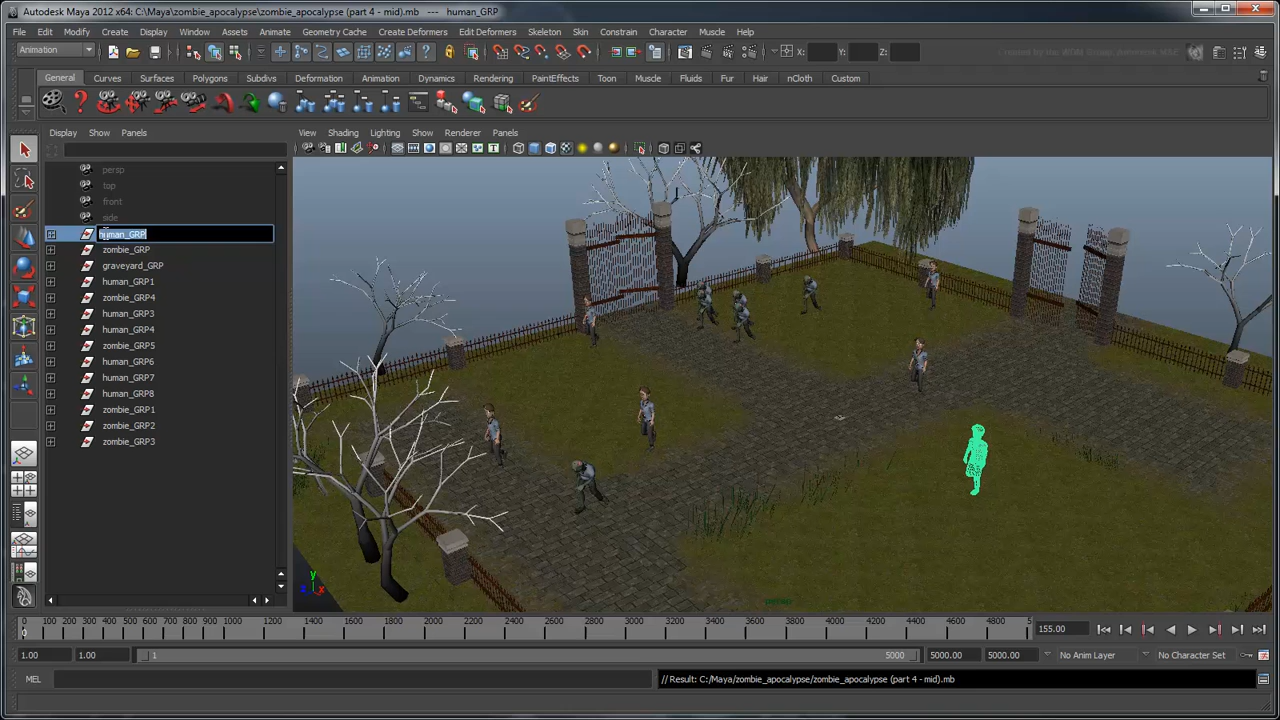 Autodesk Maya 2012 x64: C:\Maya\zombie_apocalypse\zombie_apocalypse (part 4 - mid).mb --- human_GRP
File Edit Modify Create Display Window Assets Animate Geometry Cache Create Deformers Edit Deformers Skeleton Skin Constrain Character Muscle Help
Animation X: Y: Z:
General Curves Surfaces Polygons Subdivs Deformation Animation Dynamics Rendering PaintEffects Toon Muscle Fluids Fur Hair nCloth Custom
Display Show Panels
View Shading Lighting Show Renderer Panels
persp
top
front
side
human_GRP
zombie_GRP
graveyard_GRP
human_GRP1
zombie_GRP4
human_GRP3
human_GRP4
zombie_GRP5
human_GRP6
human_GRP7
human_GRP8
zombie_GRP1
zombie_GRP2
zombie_GRP3
y
z x
persp
0 100 200 300 400 500 600 700 800 900 1000 1200 1400 1600 1800 2000 2200 2400 2600 2800 3000 3200 3400 3600 3800 4000 4200 4400 4600 4800 5
0
155.00
1.00 1.00 1 5000 5000.00 5000.00 No Anim Layer No Character Set
MEL // Result: C:/Maya/zombie_apocalypse/zombie_apocalypse (part 4 - mid).mb